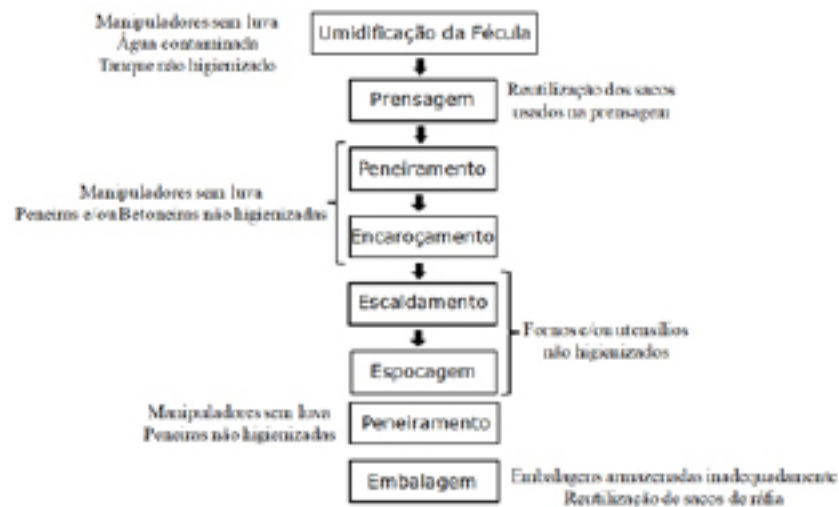 Manipuladores sem luva
Água contaminada
Tanque não higienizado
Umidificação da Fécula
Prensagem
Reutilização dos sacos
usados na prensagem
Peneiramento
Manipuladores sem luva
Peneiras e/ou Betoneiras não higienizadas
Encaroçamento
Escaldamento
Fornos e/ou utensílios
não higienizados
Espocagem
Manipuladores sem luva
Peneiras não higienizadas
Peneiramento
Embalagem
Embalagens armazenadas inadequadamente
Reutilização de sacos de ráfia